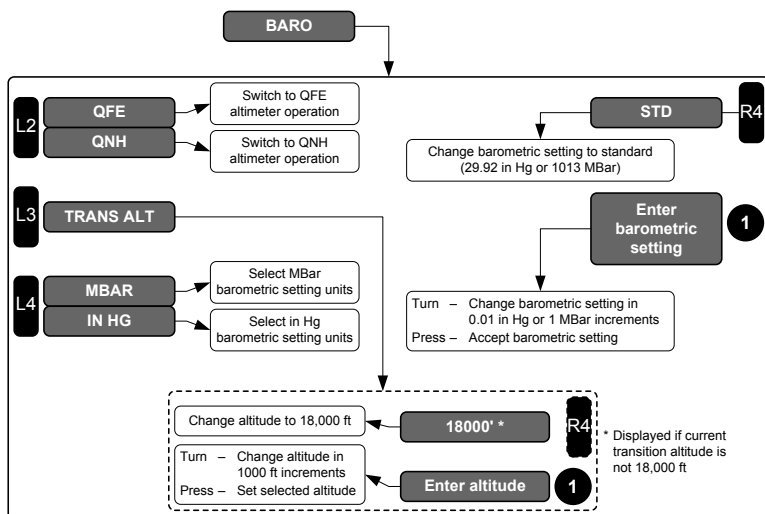 BARO
L2
QFE
Switch to QFE
altimeter operation
QNH
Switch to QNH
altimeter operation
STD
R4
Change barometric setting to standard
(29.92 in Hg or 1013 MBar)
L3
TRANS ALT
Enter
barometric
setting
1
L4
MBAR
Select MBar
barometric setting units
IN HG
Select in Hg
barometric setting units
Turn – Change barometric setting in
0.01 in Hg or 1 MBar increments
Press – Accept barometric setting
Change altitude to 18,000 ft
18000' *
R4
* Displayed if current
transition altitude is
not 18,000 ft
Turn – Change altitude in
1000 ft increments
Press – Set selected altitude
Enter altitude
1